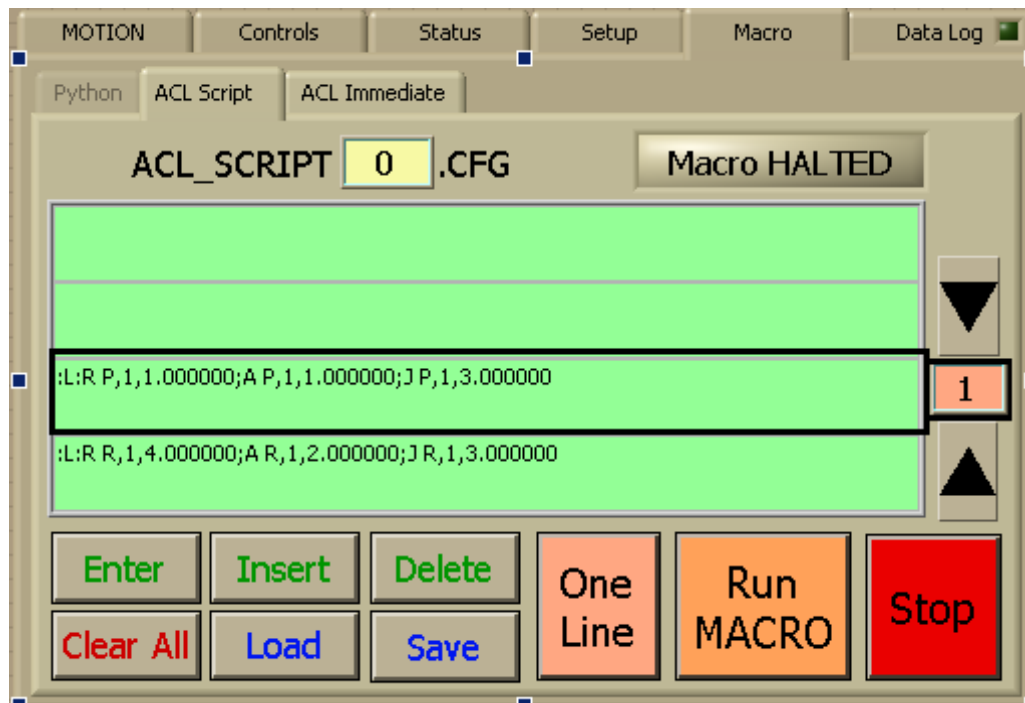 MOTION Controls Status Setup Macro Data Log
Python ACL Script ACL Immediate
ACL_SCRIPT 0 .CFG Macro HALTED
:L:R P,1,1.000000;A P,1,1.000000;J P,1,3.000000
1
:L:R R,1,4.000000;A R,1,2.000000;J R,1,3.000000
Enter Insert Delete
Clear All Load Save
One
Line
Run
MACRO
Stop